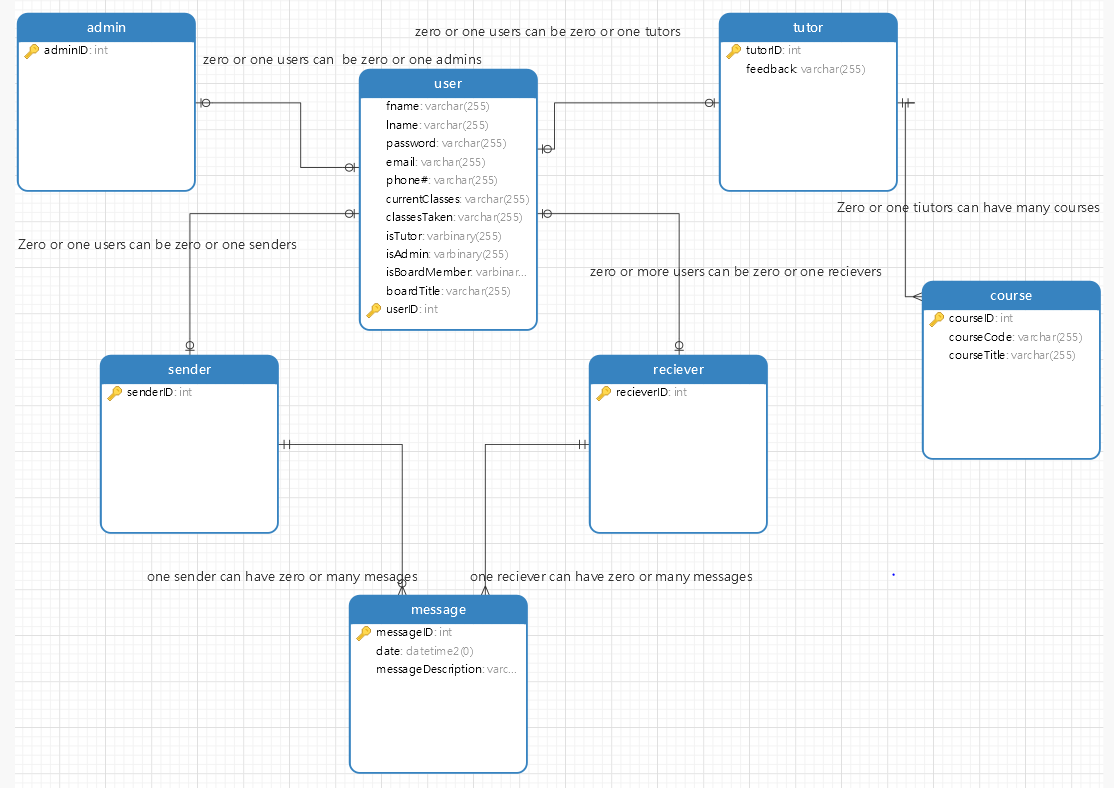 admin
adminID: int
zero or one users can be zero or one tutors
zero or one users can  be zero or one admins
tutor
tutorID: int
feedback: varchar(255)
user
fname: varchar(255)
lname: varchar(255)
password: varchar(255)
email: varchar(255)
phone#: varchar(255)
currentClasses: varchar(255)
classesTaken: varchar(255)
isTutor: varbinary(255)
isAdmin: varbinary(255)
isBoardMember: varbinar...
boardTitle: varchar(255)
userID: int
Zero or one tiutors can have many courses
Zero or one users can be zero or one senders
zero or more users can be zero or one recievers
course
courseID: int
courseCode: varchar(255)
courseTitle: varchar(255)
sender
senderID: int
reciever
recieverID: int
one sender can have zero or many mesages
one reciever can have zero or many messages
message
messageID: int
date: datetime2(0)
messageDescription: varc...